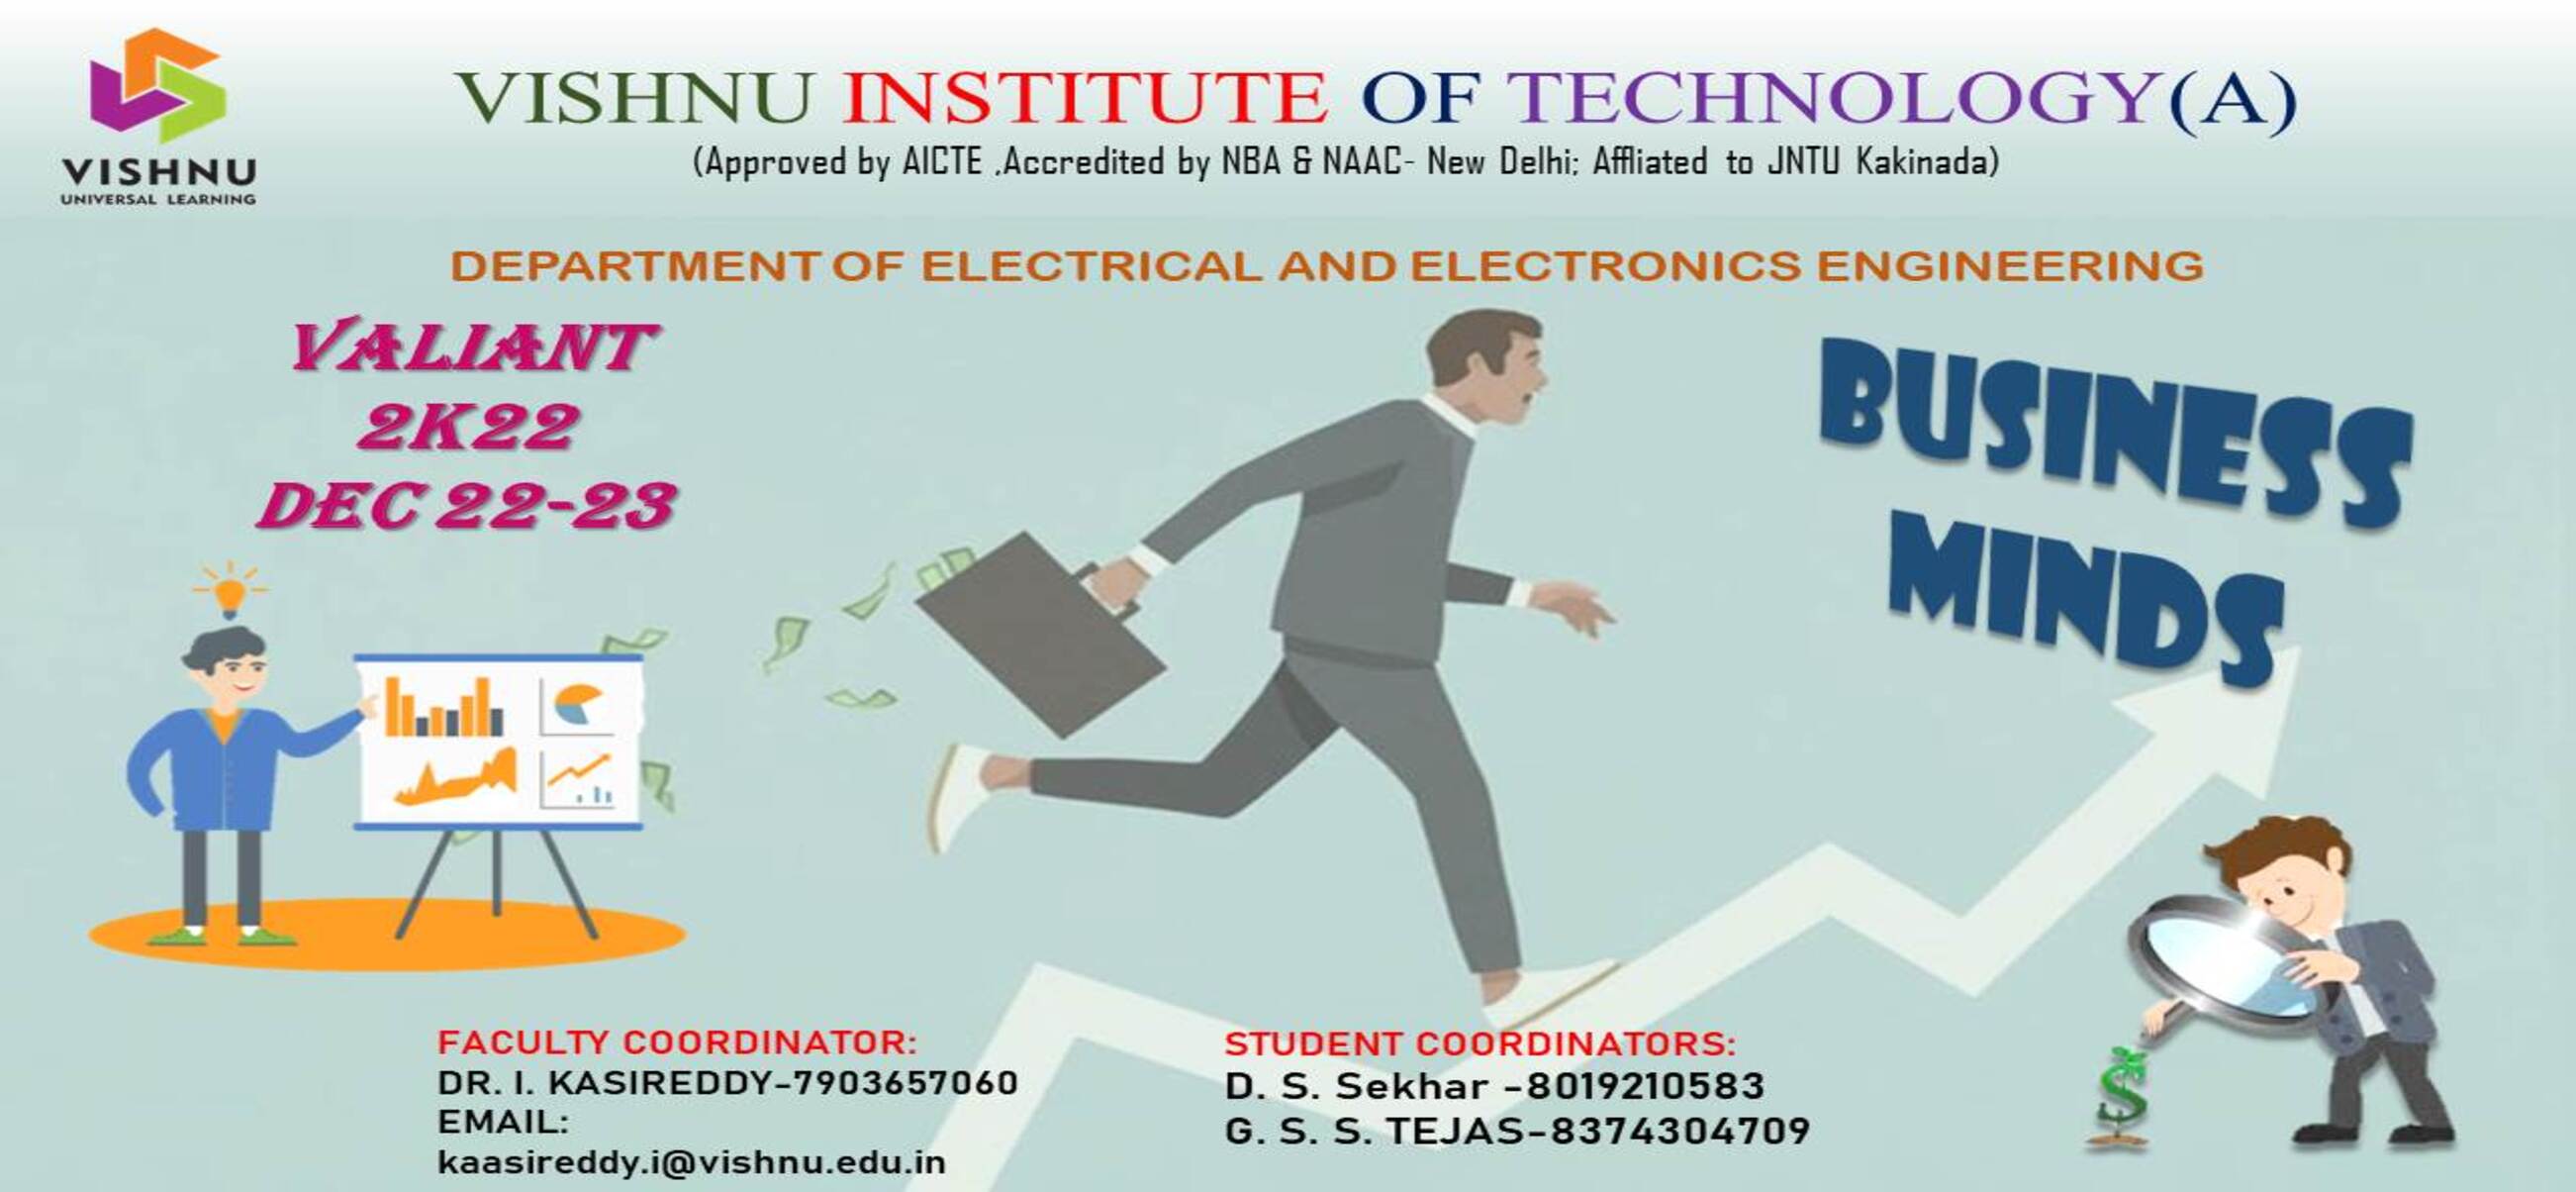 VISHNU
UNIVERSAL LEARNING
VISHNU INSTITUTE OF TECHNOLOGY(A)
(Approved by AICTE ,Accredited by NBA & NAAC- New Delhi; Affliated to JNTU Kakinada)
DEPARTMENT OF ELECTRICAL AND ELECTRONICS ENGINEERING
VALIANT
2K22
DEC 22-23
BUSINESS
MINDS
FACULTY COORDINATOR:
DR. I. KASIREDDY-7903657060
EMAIL:
kaasireddy.i@vishnu.edu.in
STUDENT COORDINATORS:
D. S. Sekhar -8019210583
G. S. S. TEJAS-8374304709